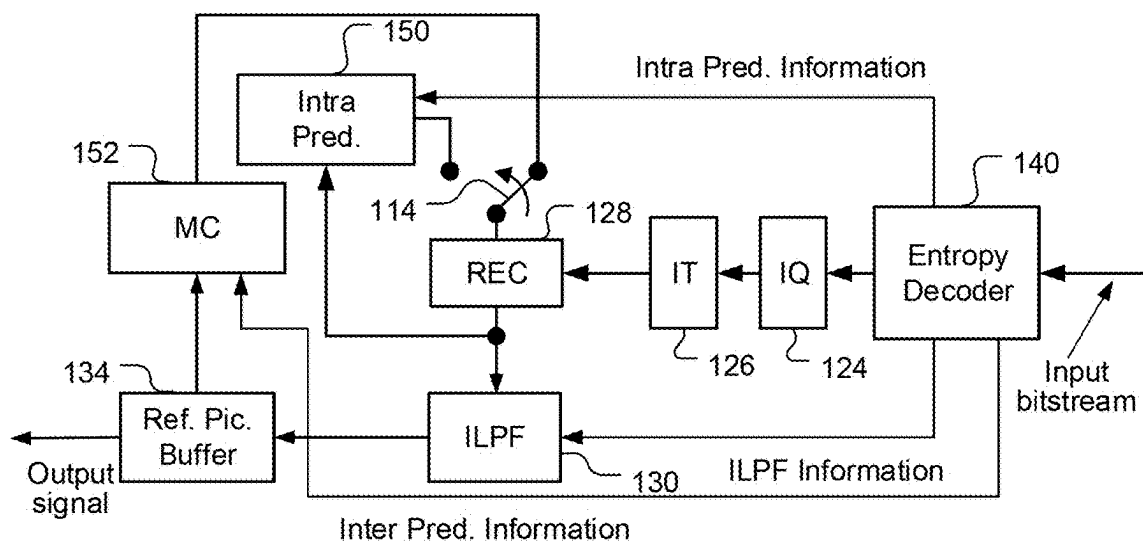 150
Intra Pred. Information
Intra
Pred.
152
140
114
128
MC
REC
IT
IQ
Entropy
Decoder
126
124
Input
bitstream
134
Ref. Pic.
Buffer
ILPF
Output
signal
130
ILPF Information
Inter Pred. Information